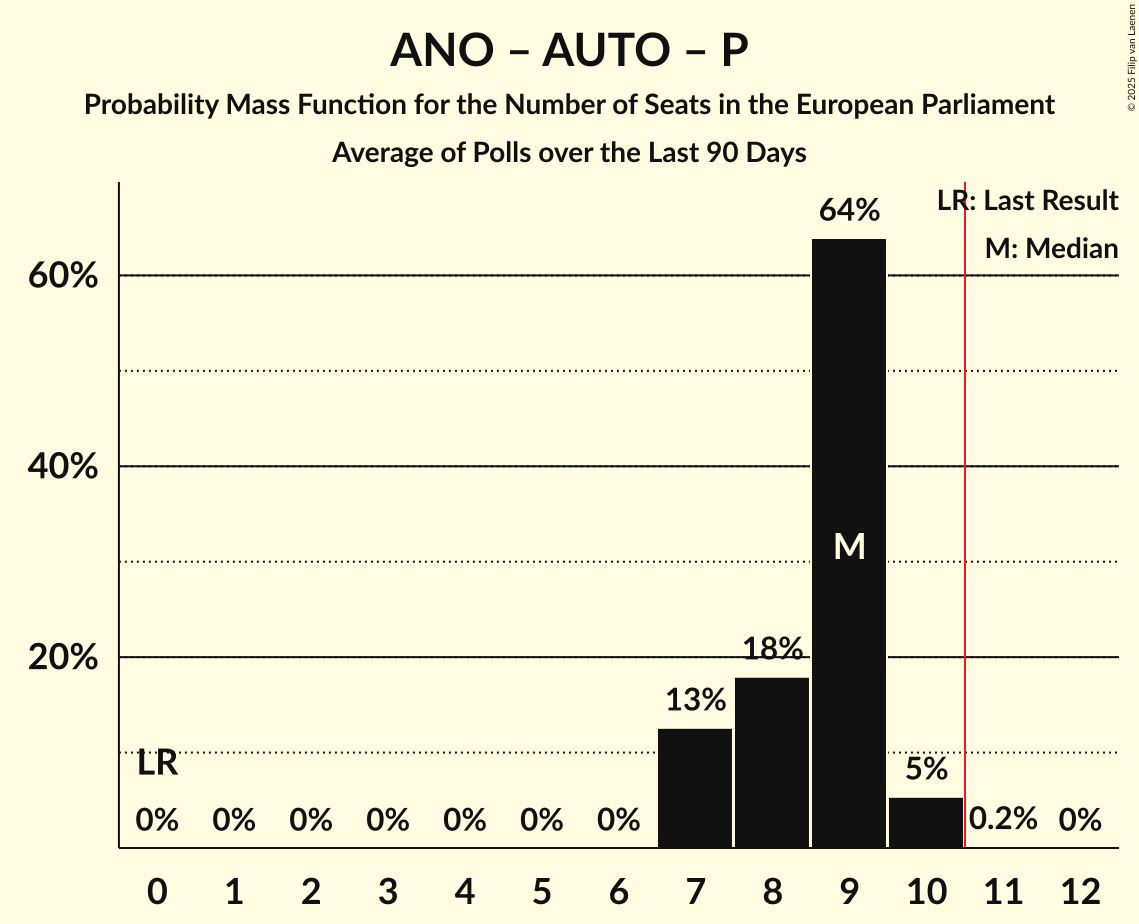 ANO – AUTO – P
Probability Mass Function for the Number of Seats in the European Parliament
Average of Polls over the Last 90 Days
© 2025 Filip van Laenen
LR: Last Result
M: Median
60%
40%
20%
64%
M
18%
13%
5%
LR
0% 0% 0% 0% 0% 0% 0% 0.2% 0%
0 1 2 3 4 5 6 7 8 9 10 11 12